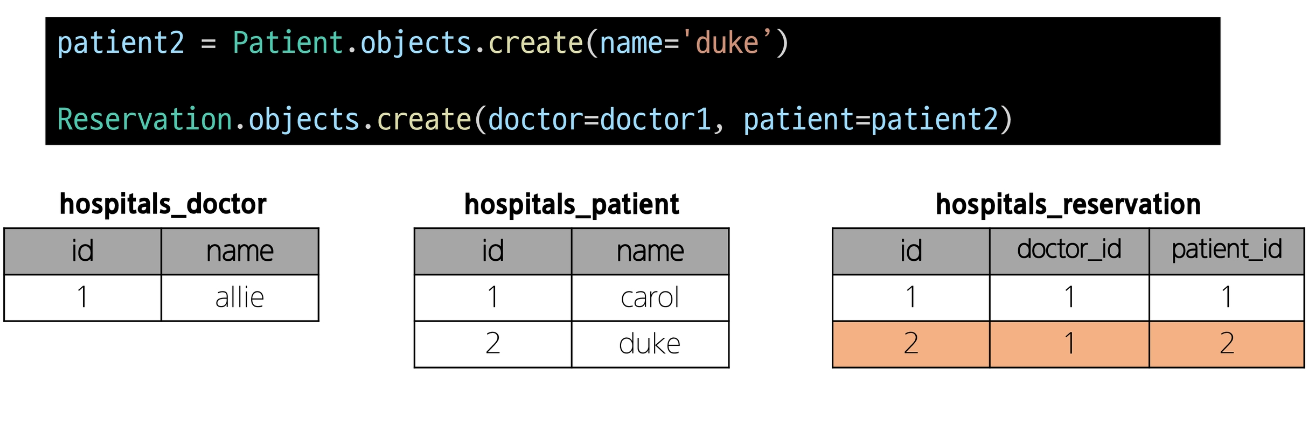 patient2 = Patient.objects.create(name='duke’)
Reservation.objects.create(doctor=doctor1, patient=patient2)
hospitals_doctor
id name
1 allie
hospitals_patient
id name
1 carol
2 duke
hospitals_reservation
id doctor_id patient_id
1 1 1
2 1 2